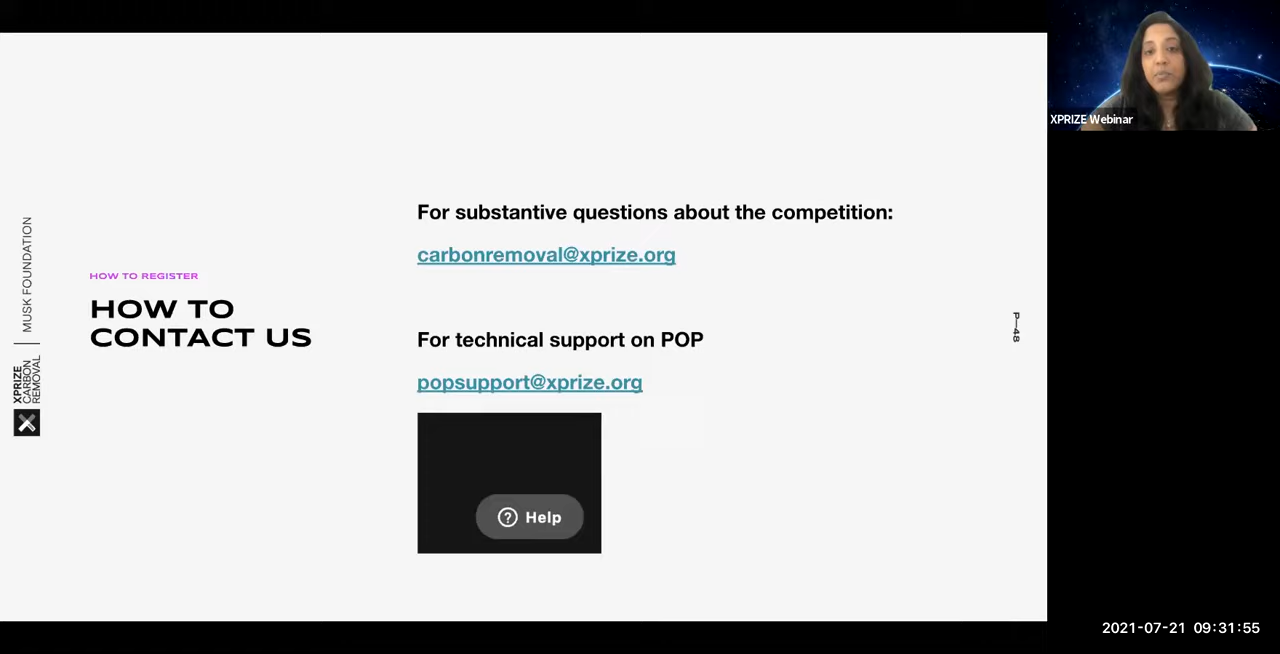 MUSK FOUNDATION
XPRIZE
CARBON
REMOVAL
HOW TO REGISTER
HOW TO
CONTACT US
For substantive questions about the competition:
carbonremoval@xprize.org
For technical support on POP
popsupport@xprize.org
? Help
P—48
XPRIZE Webinar
2021-07-21 09:31:55